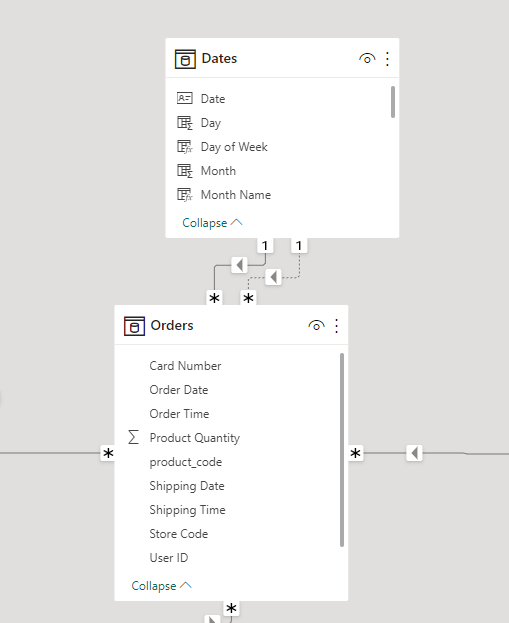 Dates
Date
Day
Day of Week
Month
Month Name
Collapse
1 1
* *
Orders
Card Number
Order Date
Order Time
Σ Product Quantity
* product_code *
Shipping Date
Shipping Time
Store Code
User ID
Collapse
*